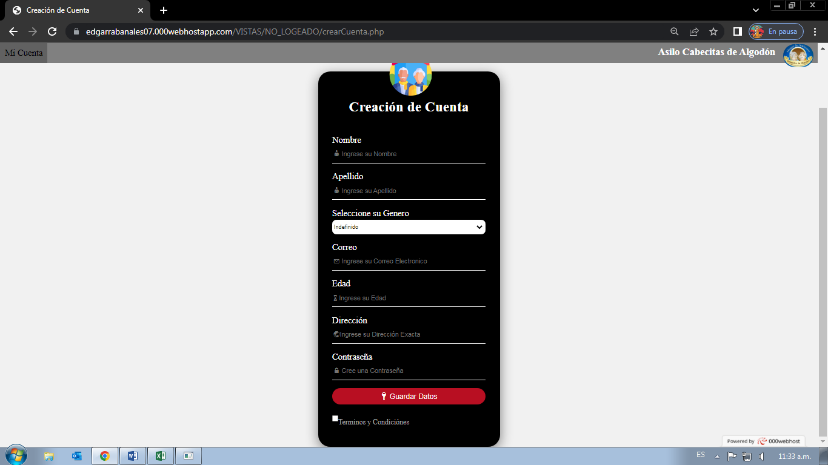 Creación de Cuenta
edgarrabanales07.000webhostapp.com/VISTAS/NO_LOGEADO/crearCuenta.php
En pausa
Mi Cuenta
Asilo Cabecitas de Algodón
Creación de Cuenta
Nombre
Ingrese su Nombre
Apellido
Ingrese su Apellido
Seleccione su Genero
Indefinido
Correo
Ingrese su Correo Electronico
Edad
Ingrese su Edad
Dirección
Ingrese su Dirección Exacta
Contraseña
Cree una Contraseña
Guardar Datos
Terminos y Condiciónes
Powered by 000webhost
ES
11:33 a.m.